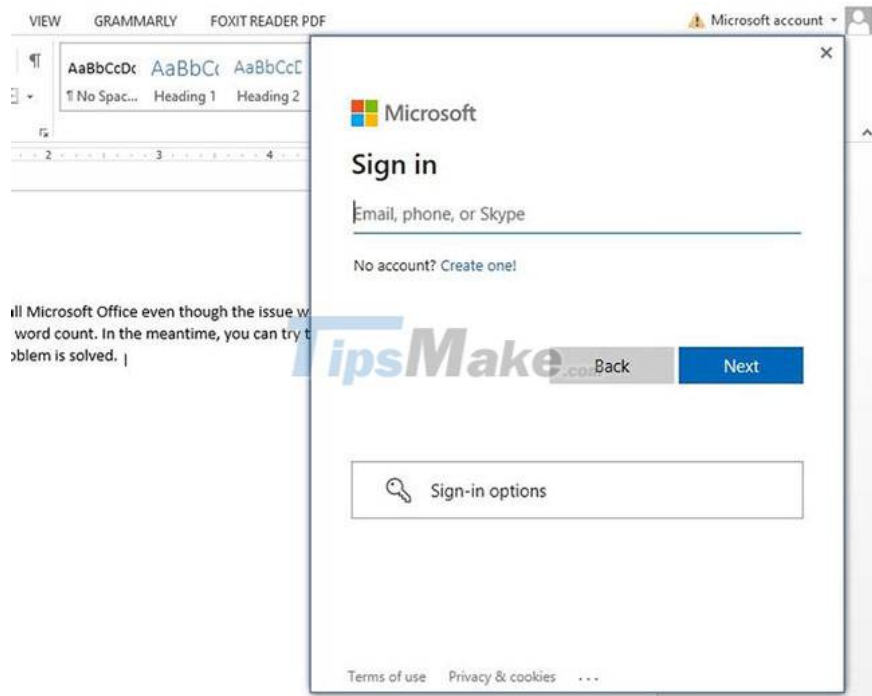 VIEW GRAMMARLY FOXIT READER PDF Microsoft account
¶ AaBbCcDc AaBbCc AaBbCcD
¶ No Spac... Heading 1 Heading 2
2 3 4
Microsoft
Sign in
Email, phone, or Skype
No account? Create one!
ll Microsoft Office even though the issue w
word count. In the meantime, you can try t
oblem is solved.
TipsMake.com
Back Next
Sign-in options
Terms of use Privacy & cookies ...